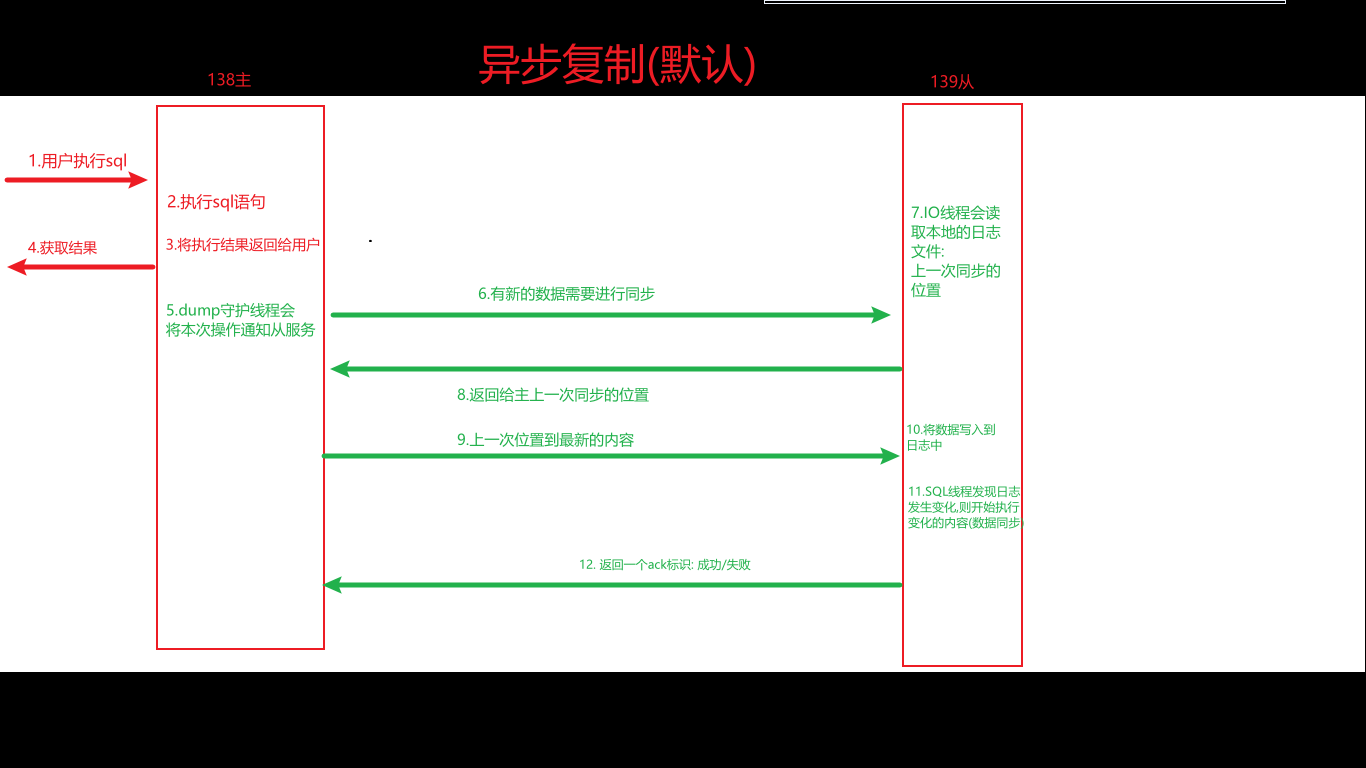 异步复制(默认)
138主
139从
1.用户执行sql
2.执行sql语句
3.将执行结果返回给用户
4.获取结果
5.dump守护线程会
将本次操作通知从服务
6.有新的数据需要进行同步
7.IO线程会读
取本地的日志
文件:
上一次同步的
位置
8.返回给主上一次同步的位置
9.上一次位置到最新的内容
10.将数据写入到
日志中
11.SQL线程发现日志
发生变化,则开始执行
变化的内容(数据同步
12. 返回一个ack标识: 成功/失败